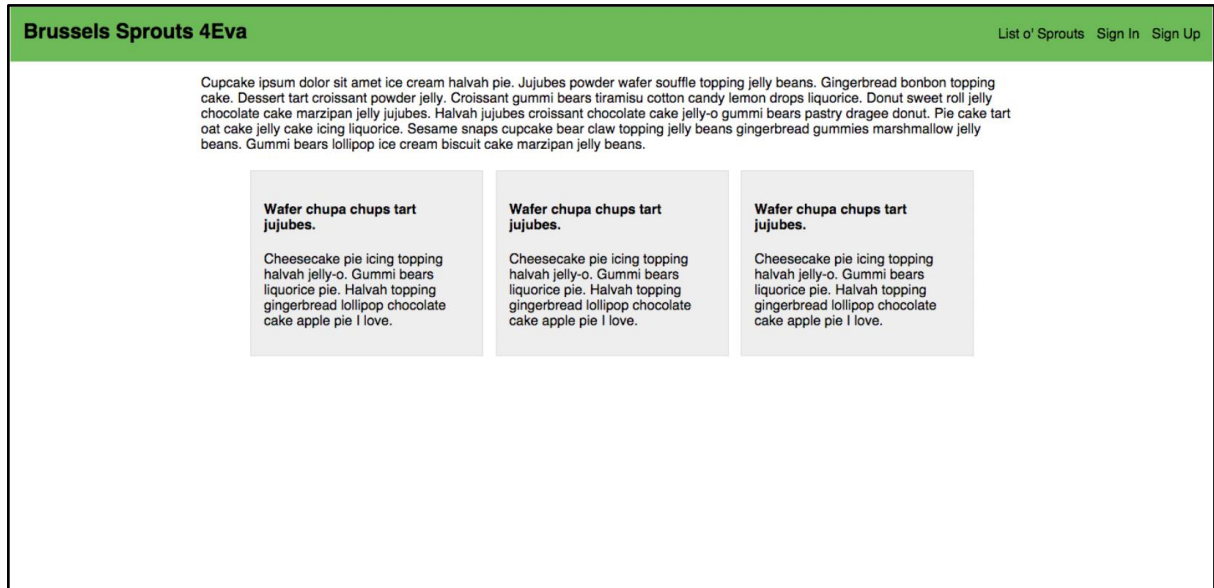 Brussels Sprouts 4Eva
List o' Sprouts Sign In Sign Up
Cupcake ipsum dolor sit amet ice cream halvah pie. Jujubes powder wafer souffle topping jelly beans. Gingerbread bonbon topping
cake. Dessert tart croissant powder jelly. Croissant gummi bears tiramisu cotton candy lemon drops liquorice. Donut sweet roll jelly
chocolate cake marzipan jelly jujubes. Halvah jujubes croissant chocolate cake jelly-o gummi bears pastry dragee donut. Pie cake tart
oat cake jelly cake icing liquorice. Sesame snaps cupcake bear claw topping jelly beans gingerbread gummies marshmallow jelly
beans. Gummi bears lollipop ice cream biscuit cake marzipan jelly beans.
Wafer chupa chups tart
jujubes.
Cheesecake pie icing topping
halvah jelly-o. Gummi bears
liquorice pie. Halvah topping
gingerbread lollipop chocolate
cake apple pie I love.
Wafer chupa chups tart
jujubes.
Cheesecake pie icing topping
halvah jelly-o. Gummi bears
liquorice pie. Halvah topping
gingerbread lollipop chocolate
cake apple pie I love.
Wafer chupa chups tart
jujubes.
Cheesecake pie icing topping
halvah jelly-o. Gummi bears
liquorice pie. Halvah topping
gingerbread lollipop chocolate
cake apple pie I love.